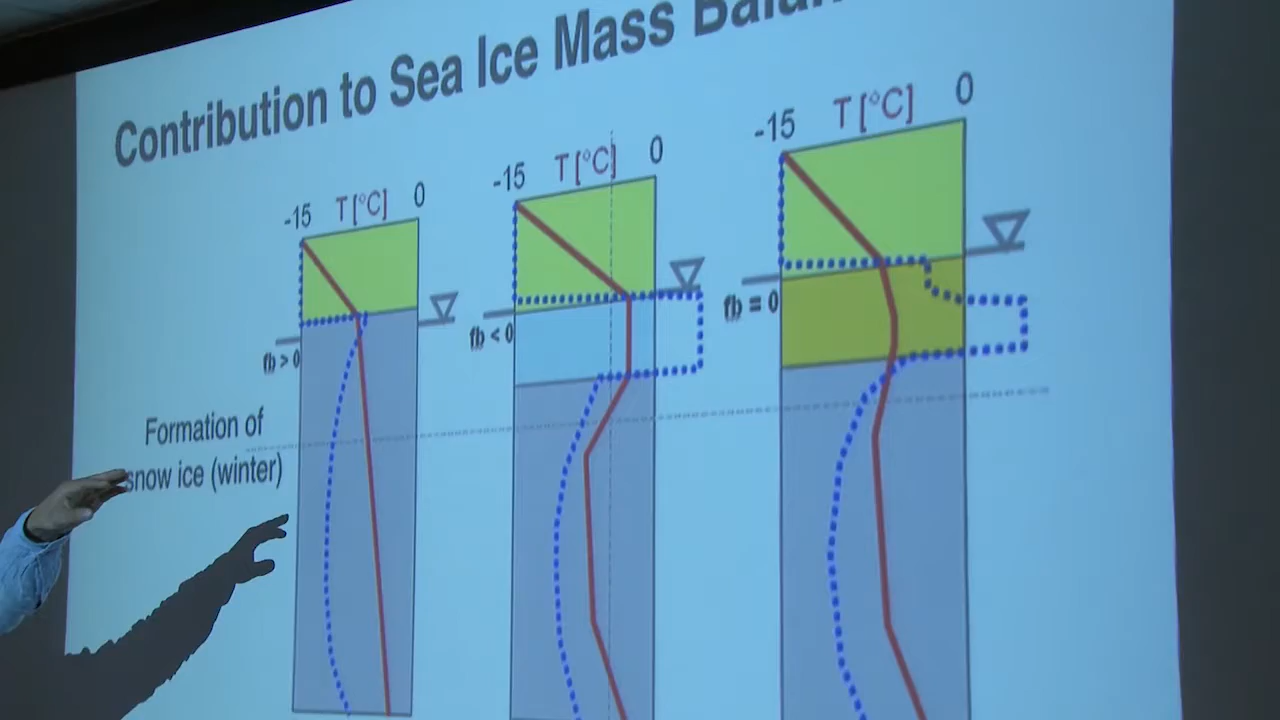 Contribution to Sea Ice Mass
-15 T [°C] 0
-15 T [°C] 0
-15 T [°C] 0
fb > 0
fb < 0
fb = 0
Formation of
snow ice (winter)